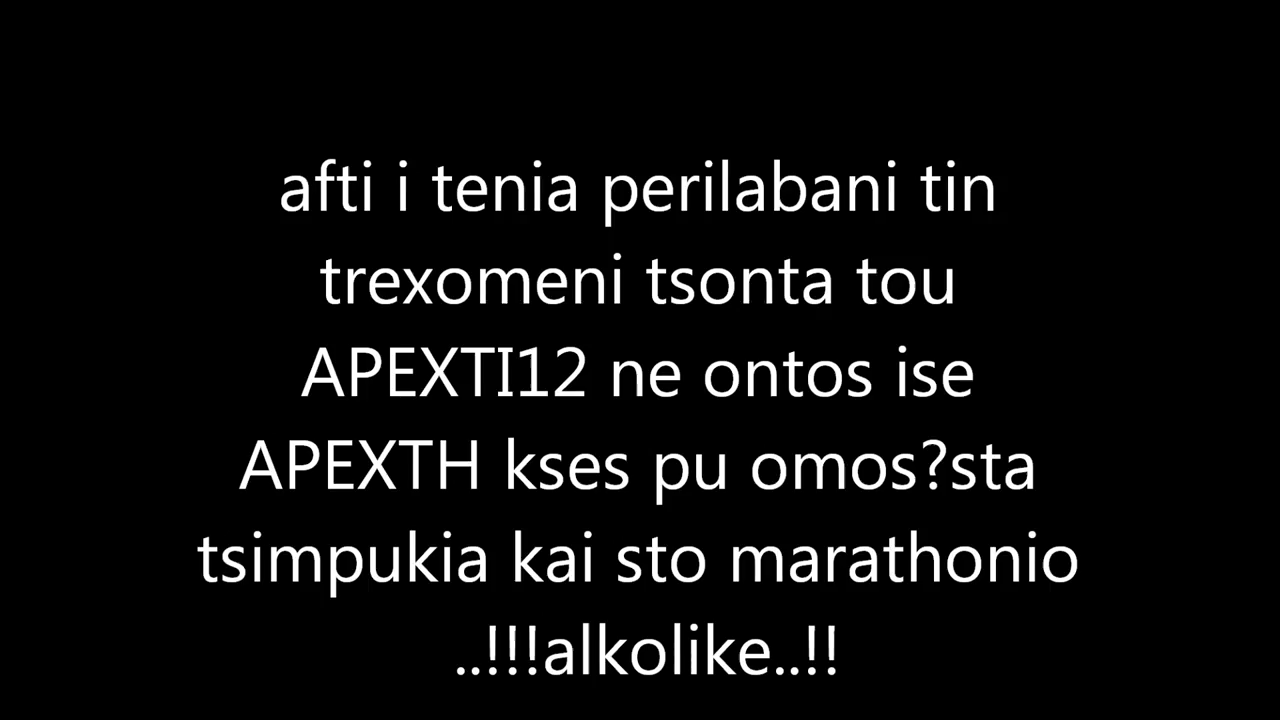 afti i tenia perilabani tin
trexomeni tsonta tou
APEXTI12 ne ontos ise
APEXTH kses pu omos?sta
tsimpukia kai sto marathonio
..!!!alkolike..!!